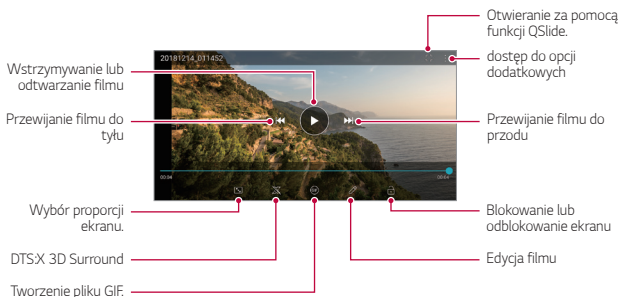 Otwieranie za pomocą
funkcji QSlide.
20181214_011452
dostęp do opcji
dodatkowych
Wstrzymywanie lub
odtwarzanie filmu
Przewijanie filmu do
tyłu
Przewijanie filmu do
przodu
00:04
GIF
Wybór proporcji
ekranu.
Blokowanie lub
odblokowanie ekranu
DTS:X 3D Surround
Edycja filmu
Tworzenie pliku GIF.